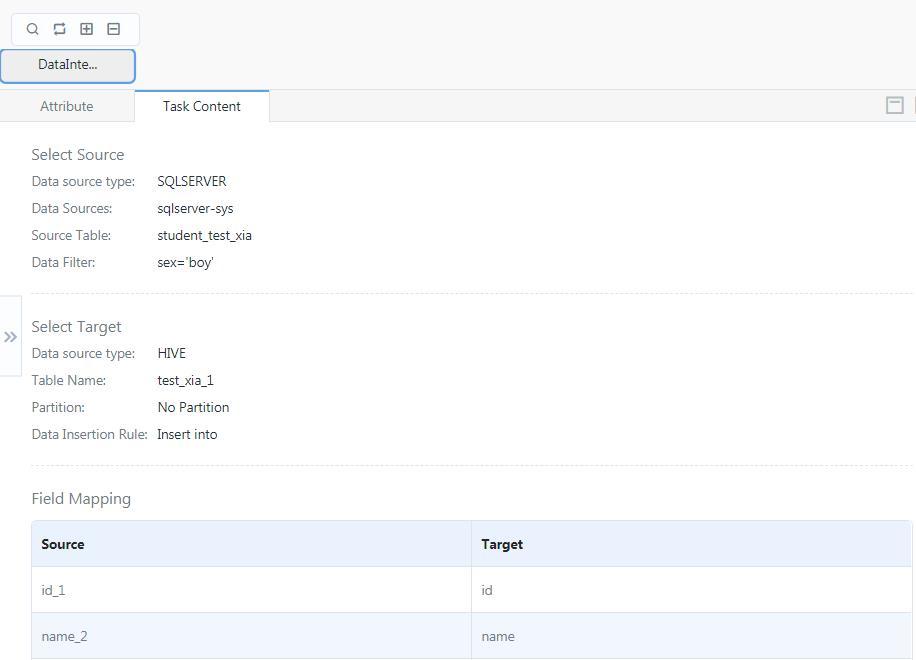 DataInte...
Attribute Task Content
Select Source
Data source type: SQLSERVER
Data Sources: sqlserver-sys
Source Table: student_test_xia
Data Filter: sex='boy'
Select Target
Data source type: HIVE
Table Name: test_xia_1
Partition: No Partition
Data Insertion Rule: Insert into
Field Mapping
Source Target
id_1 id
name_2 name